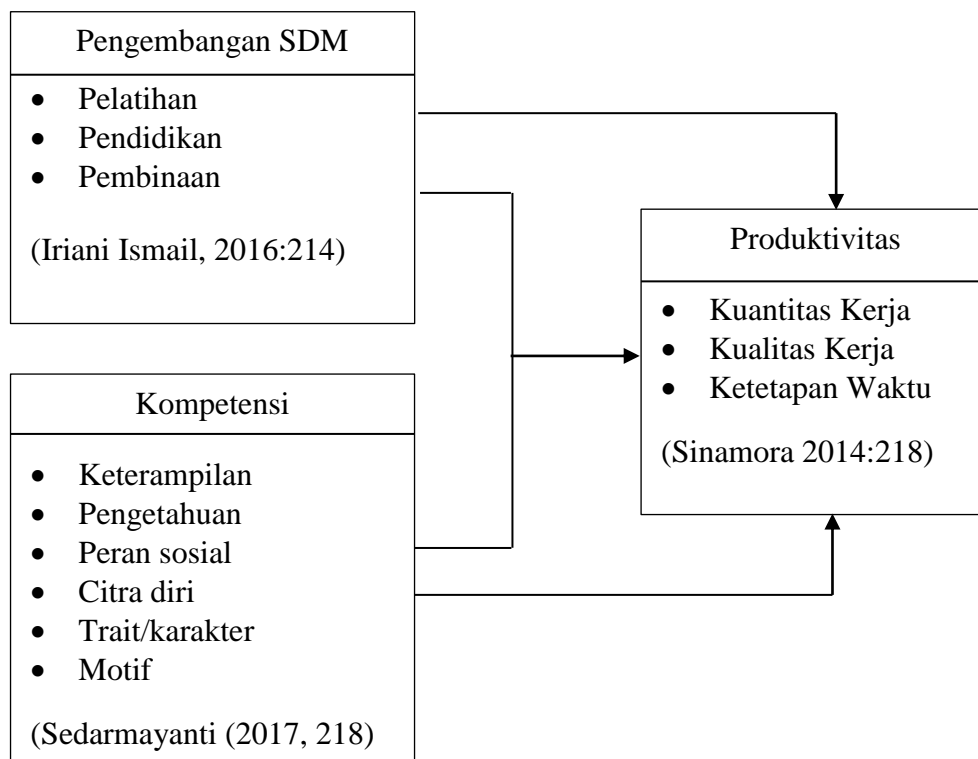 Pengembangan SDM
• Pelatihan
• Pendidikan
• Pembinaan
(Iriani Ismail, 2016:214)
Kompetensi
• Keterampilan
• Pengetahuan
• Peran sosial
• Citra diri
• Trait/karakter
• Motif
(Sedarmayanti (2017, 218)
Produktivitas
• Kuantitas Kerja
• Kualitas Kerja
• Ketetapan Waktu
(Sinamora 2014:218)